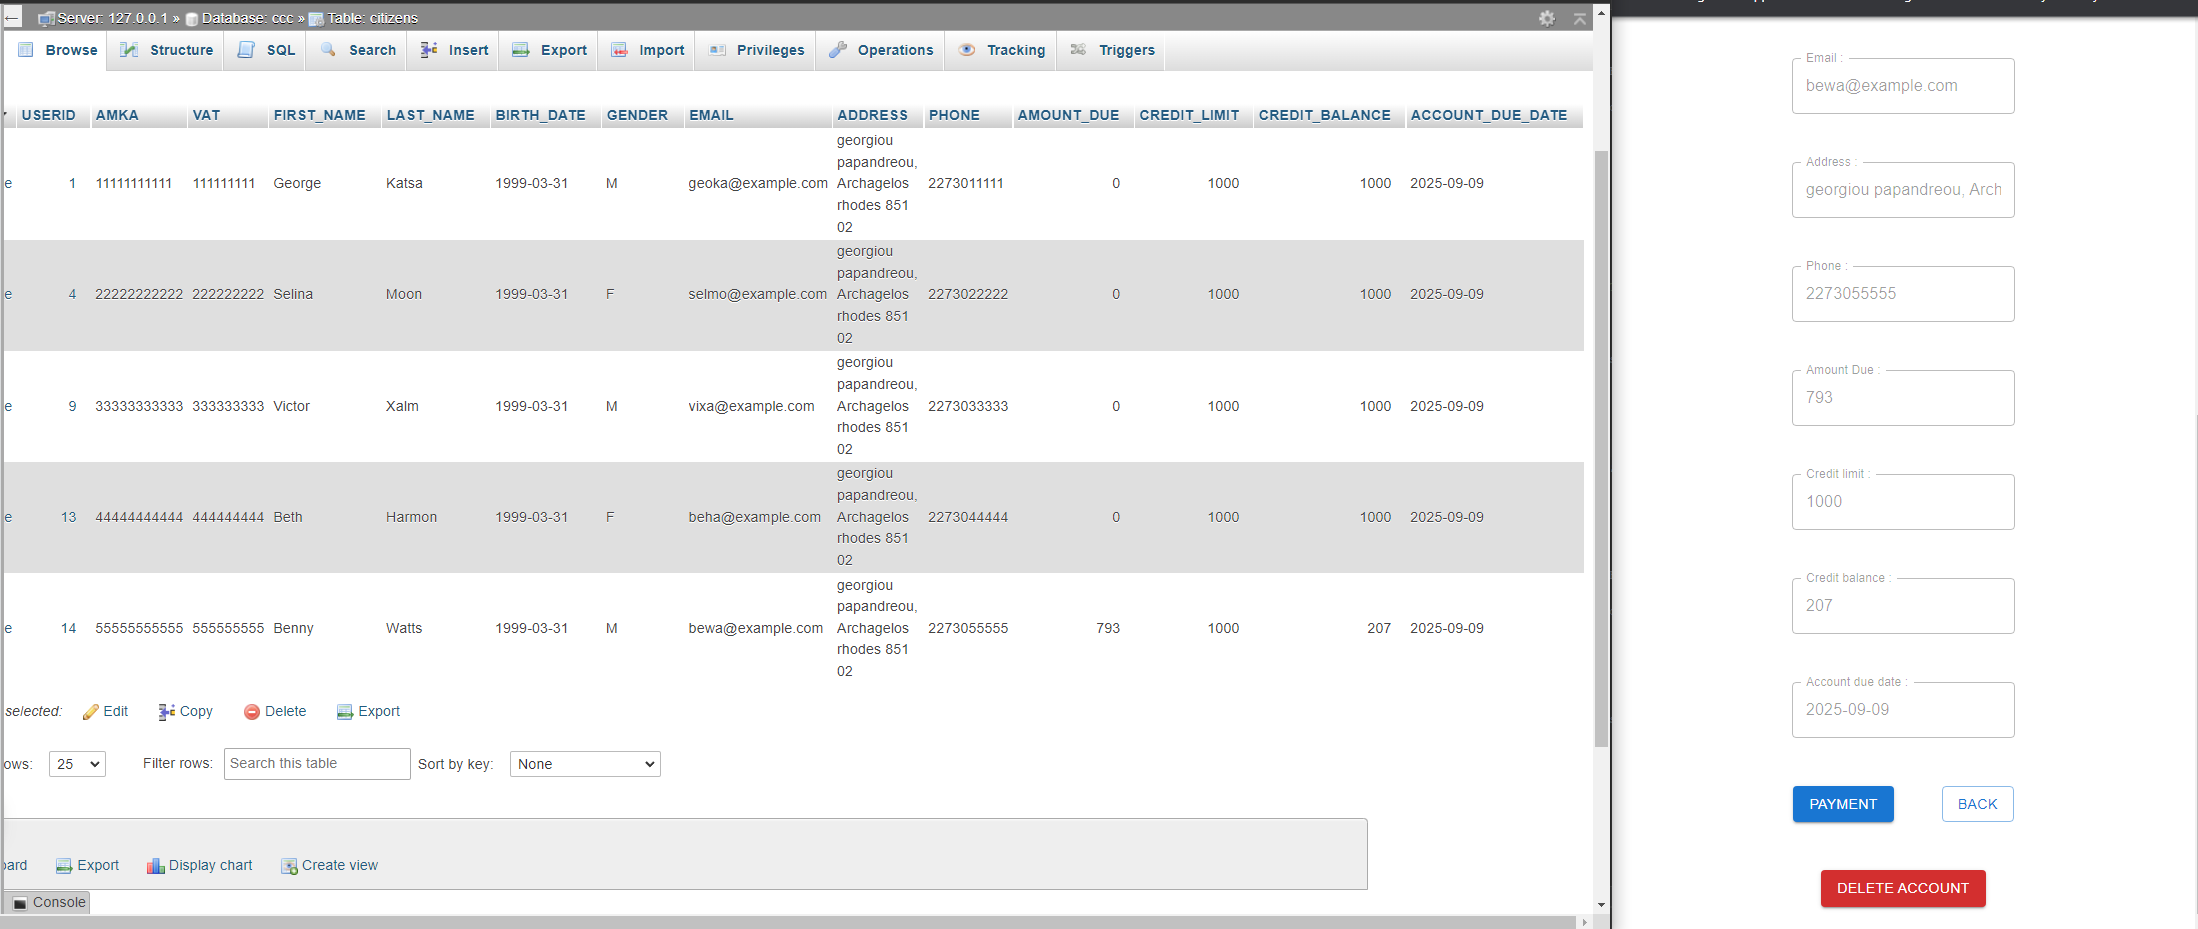 Server: 127.0.0.1 » Database: ccc » Table: citizens
Browse Structure SQL Search Insert Export Import Privileges Operations Tracking Triggers
USERID AMKA VAT FIRST_NAME LAST_NAME BIRTH_DATE GENDER EMAIL ADDRESS PHONE AMOUNT_DUE CREDIT_LIMIT CREDIT_BALANCE ACCOUNT_DUE_DATE
georgiou
papandreou,
e 1 11111111111 111111111 George Katsa 1999-03-31 M geoka@example.com Archagelos 2273011111 0 1000 1000 2025-09-09
rhodes 851
02
georgiou
papandreou,
e 4 22222222222 222222222 Selina Moon 1999-03-31 F selmo@example.com Archagelos 2273022222 0 1000 1000 2025-09-09
rhodes 851
02
georgiou
papandreou,
e 9 33333333333 333333333 Victor Xalm 1999-03-31 M vixa@example.com Archagelos 2273033333 0 1000 1000 2025-09-09
rhodes 851
02
georgiou
papandreou,
e 13 44444444444 444444444 Beth Harmon 1999-03-31 F beha@example.com Archagelos 2273044444 0 1000 1000 2025-09-09
rhodes 851
02
georgiou
papandreou,
e 14 55555555555 555555555 Benny Watts 1999-03-31 M bewa@example.com Archagelos 2273055555 793 1000 207 2025-09-09
rhodes 851
02
selected: Edit Copy Delete Export
ows: 25 Filter rows: Search this table Sort by key: None
oard Export Display chart Create view
Console
Email :
bewa@example.com
Address :
georgiou papandreou, Arch
Phone :
2273055555
Amount Due :
793
Credit limit :
1000
Credit balance :
207
Account due date :
2025-09-09
PAYMENT BACK
DELETE ACCOUNT